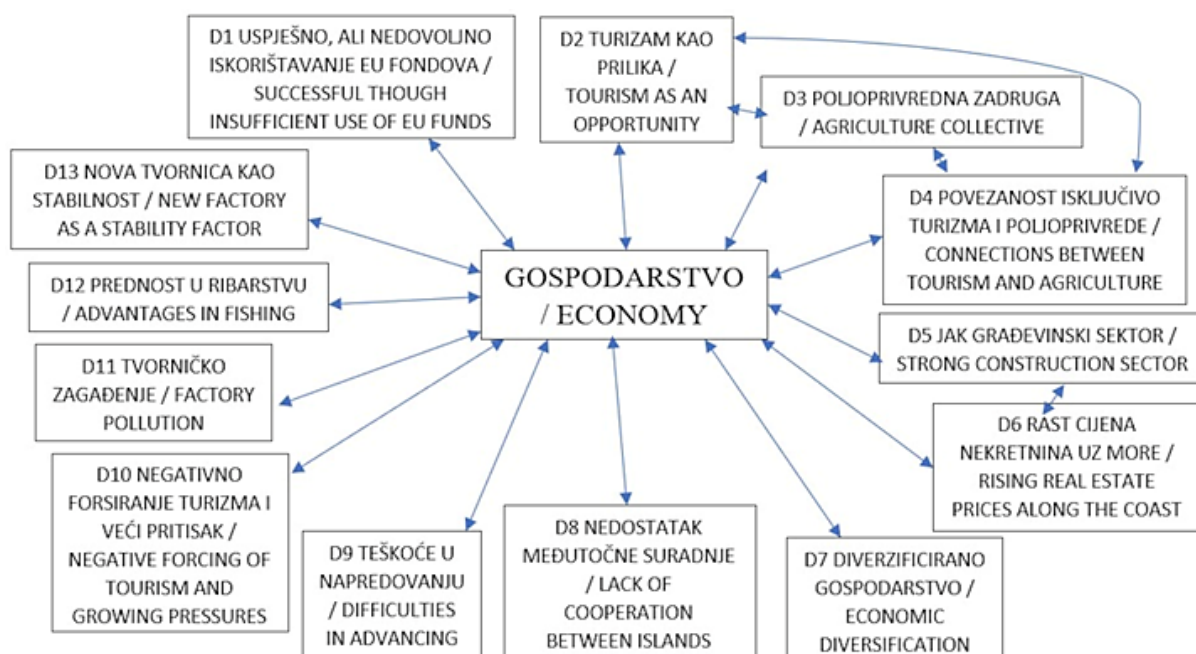 D1 USPJEŠNO, ALI NEDOVOLJNO
ISKORIŠTAVANJE EU FONDOVA /
SUCCESSFUL THOUGH
INSUFFICIENT USE OF EU FUNDS
D2 TURIZAM KAO
PRILIKA /
TOURISM AS AN
OPPORTUNITY
D3 POLJOPRIVREDNA ZADRUGA
/ AGRICULTURE COLLECTIVE
D13 NOVA TVORNICA KAO
STABILNOST / NEW FACTORY
AS A STABILITY FACTOR
D4 POVEZANOST ISKLJUČIVO
TURIZMA I POLJOPRIVREDE /
CONNECTIONS BETWEEN
TOURISM AND AGRICULTURE
GOSPODARSTVO
/ ECONOMY
D12 PREDNOST U RIBARSTVU
/ ADVANTAGES IN FISHING
D5 JAK GRAĐEVINSKI SEKTOR /
STRONG CONSTRUCTION SECTOR
D11 TVORNIČKO
ZAGAĐENJE / FACTORY
POLLUTION
D6 RAST CIJENA
NEKRETNINA UZ MORE /
RISING REAL ESTATE
PRICES ALONG THE COAST
D10 NEGATIVNO
FORSIRANJE TURIZMA I
VEĆI PRITISAK /
NEGATIVE FORCING OF
TOURISM AND
GROWING PRESSURES
D9 TEŠKOĆE U
NAPREDOVANJU
/ DIFFICULTIES
IN ADVANCING
D8 NEDOSTATAK
MEĐUTOČNE SURADNJE
/ LACK OF
COOPERATION
BETWEEN ISLANDS
D7 DIVERZIFICIRANO
GOSPODARSTVO /
ECONOMIC
DIVERSIFICATION